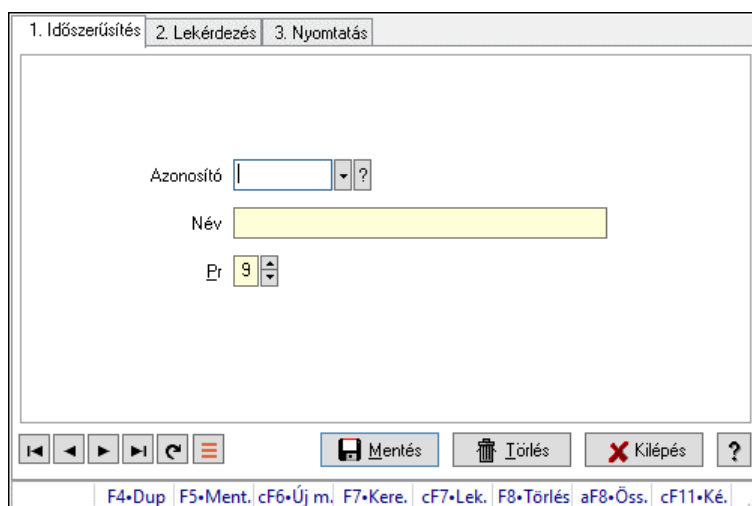 1. Időszerűsítés 2. Lekérdezés 3. Nyomtatás
Azonosító ?
Név
Pr 9
Mentés Törlés Kilépés ?
F4•Dup F5•Ment. cF6•Új m. F7•Kere. cF7•Lek. F8•Törlés aF8•Öss. cF11•Ké.